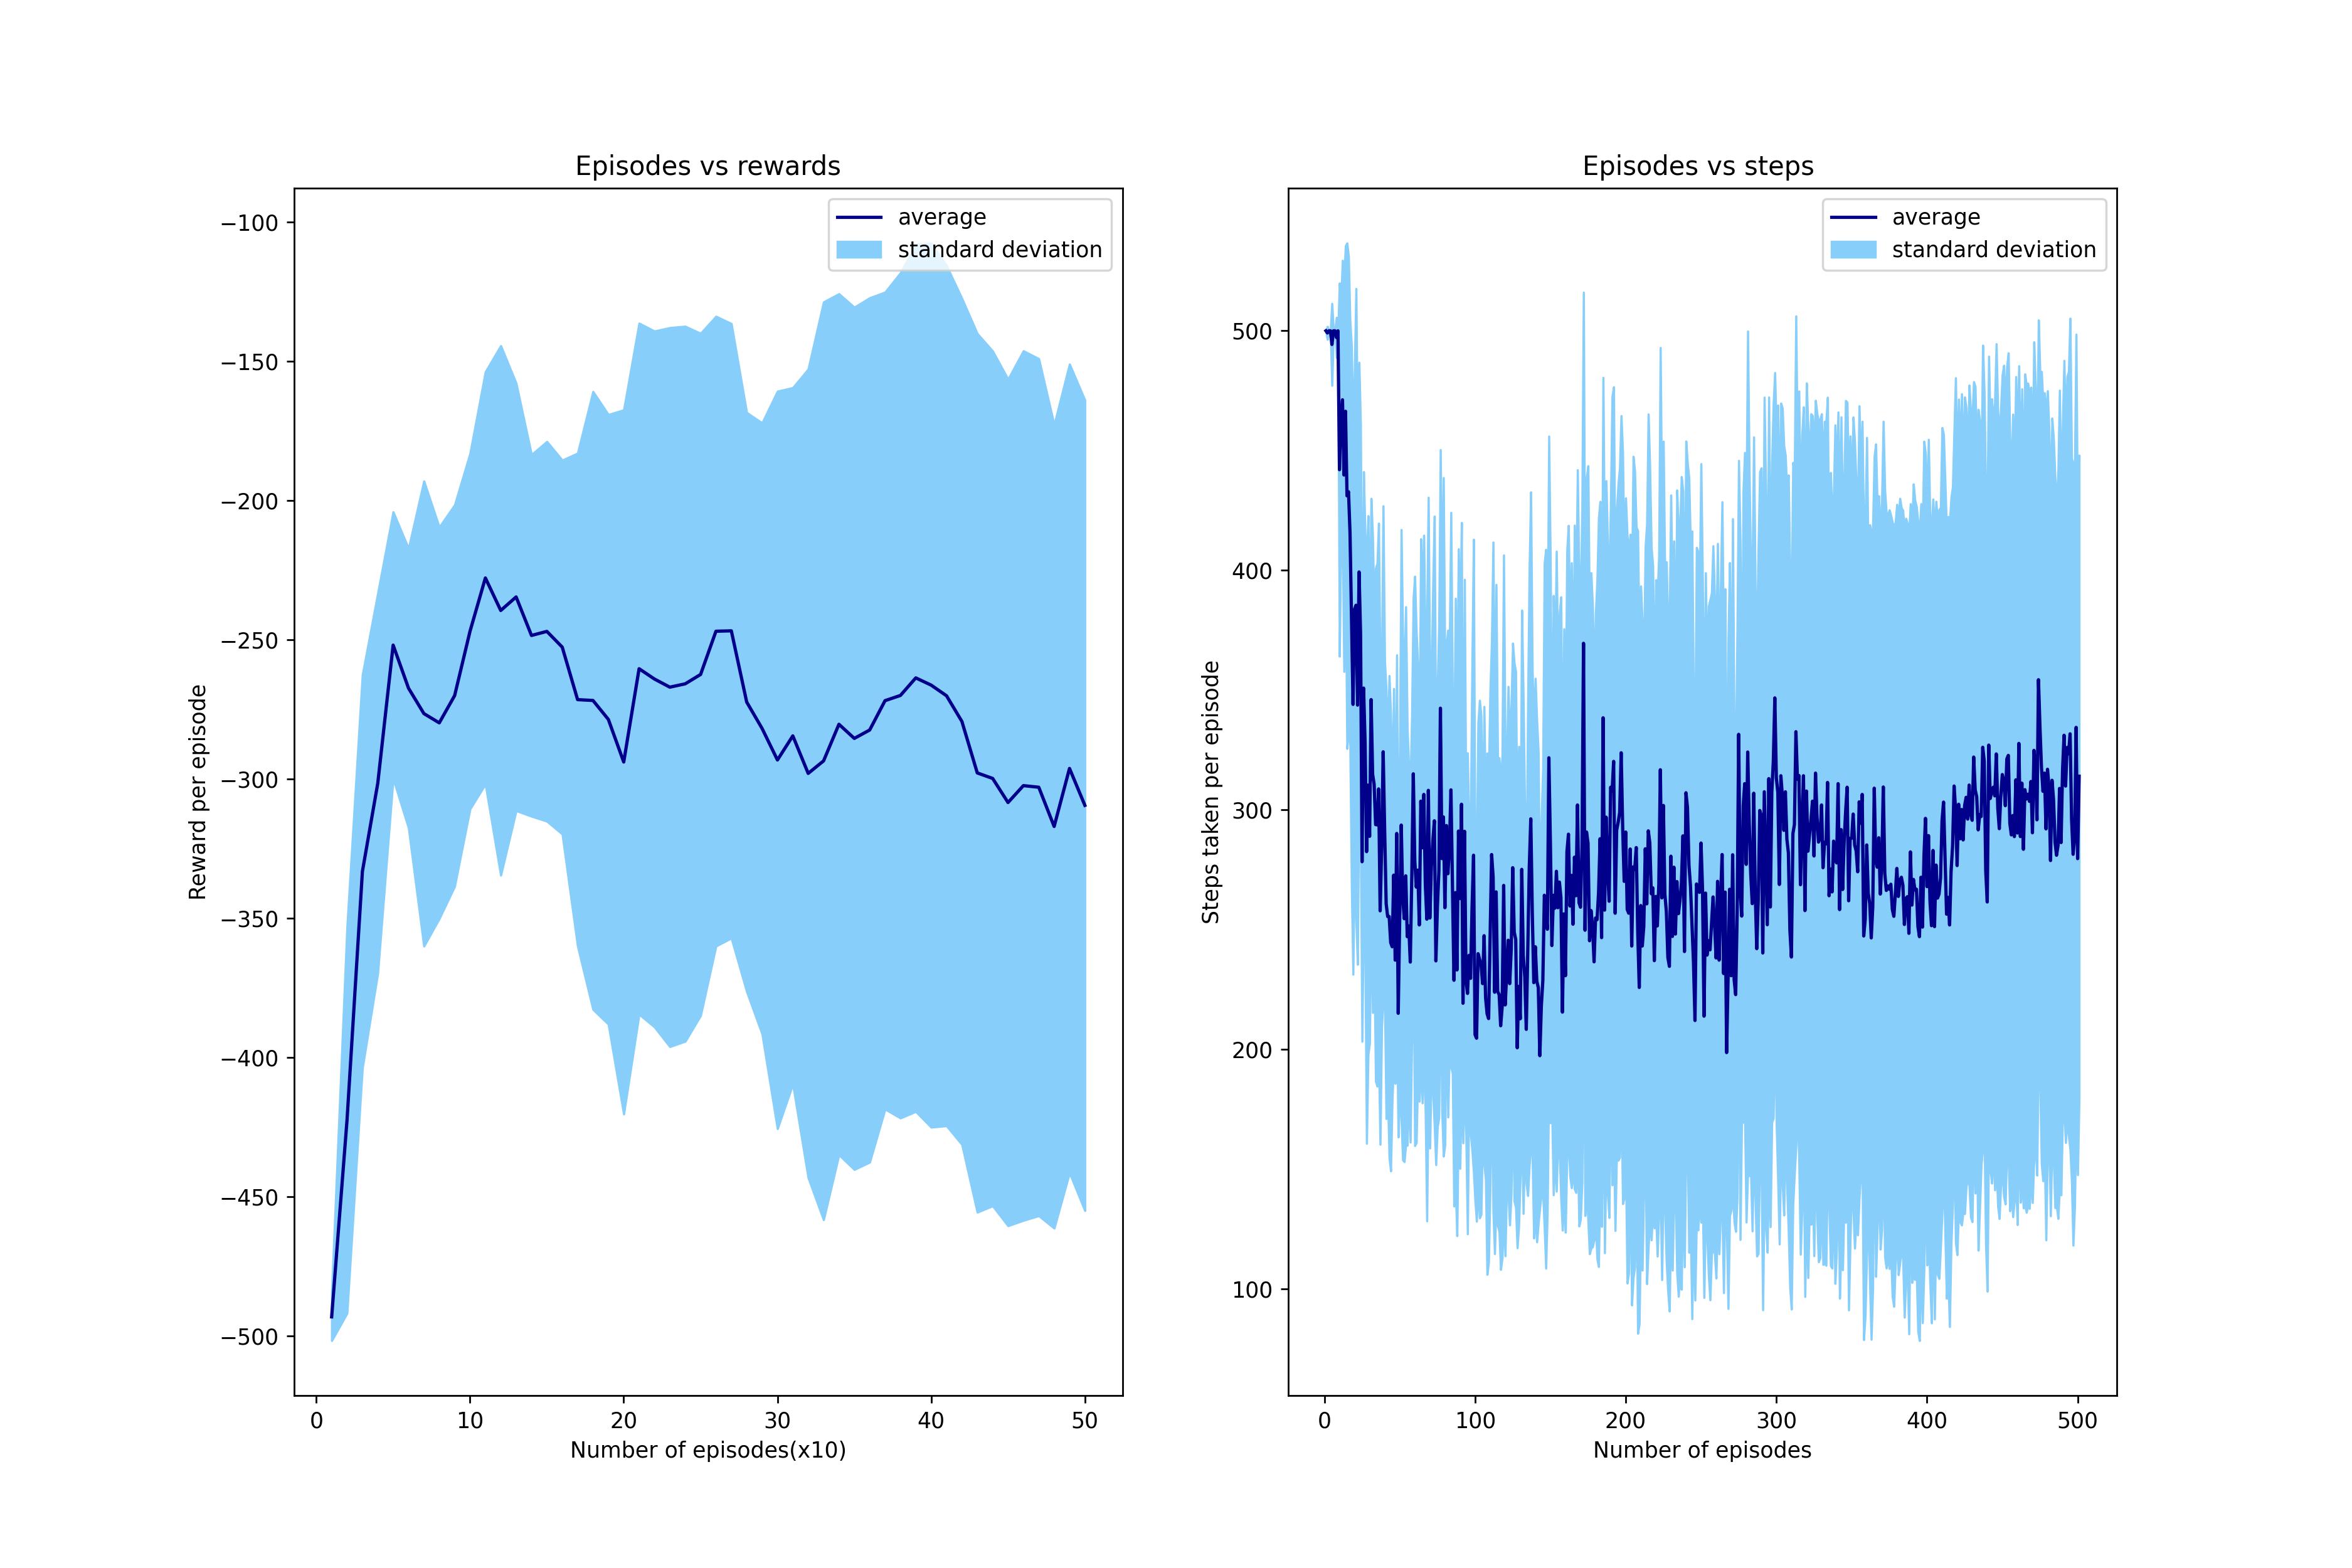 Episodes vs rewards
average
standard deviation
−100
−150
−200
−250
−300
−350
−400
−450
−500
Reward per episode
0 10 20 30 40 50
Number of episodes(x10)
Episodes vs steps
average
standard deviation
500
400
300
200
100
Steps taken per episode
0 100 200 300 400 500
Number of episodes